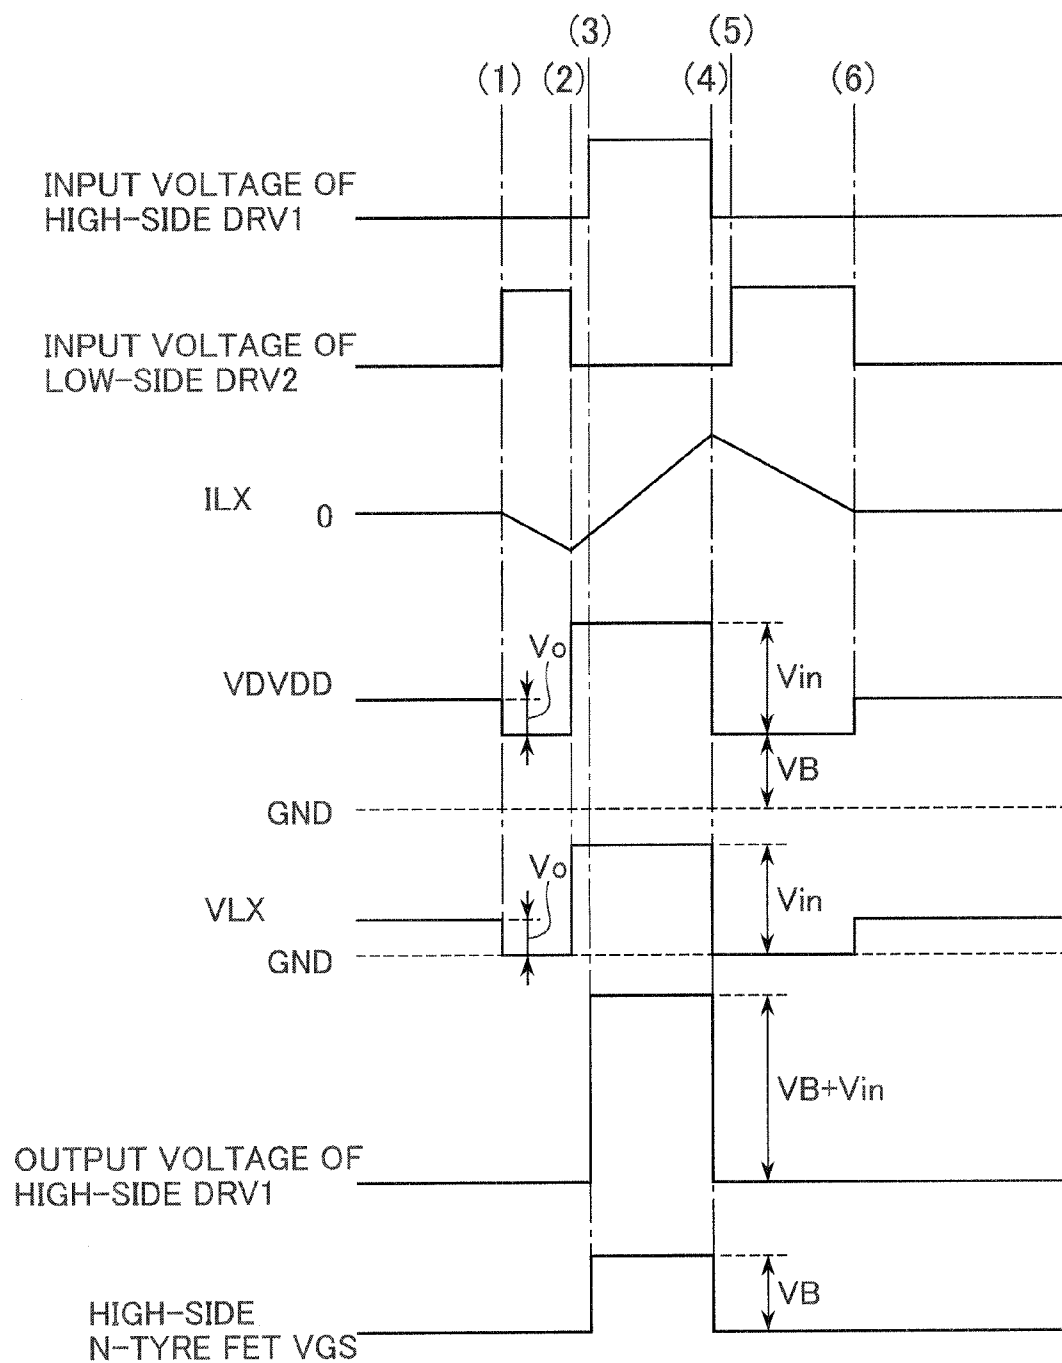 (3) (5)
(1) (2) (4) (6)
INPUT VOLTAGE OF
HIGH-SIDE DRV1
INPUT VOLTAGE OF
LOW-SIDE DRV2
ILX 0
Vo
VDVDD Vin
VB
GND
Vo
VLX Vin
GND
VB+Vin
OUTPUT VOLTAGE OF
HIGH-SIDE DRV1
VB
HIGH-SIDE
N-TYRE FET VGS